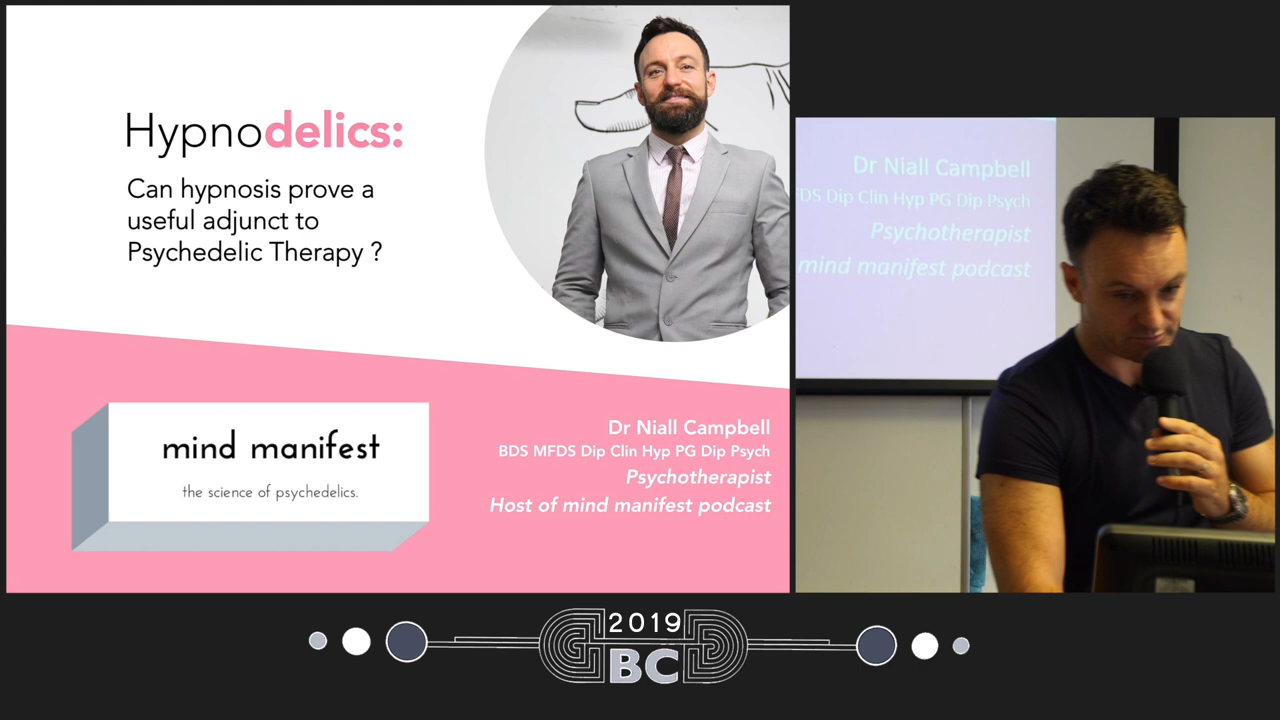 Hypnodelics:
Can hypnosis prove a
useful adjunct to
Psychedelic Therapy ?
mind manifest
the science of psychedelics.
Dr Niall Campbell
BDS MFDS Dip Clin Hyp PG Dip Psych
Psychotherapist
Host of mind manifest podcast
Dr Niall Campbell
DS Dip Clin Hyp PG Dip Psych
Psychotherapist
mind manifest podcast
2019
BC